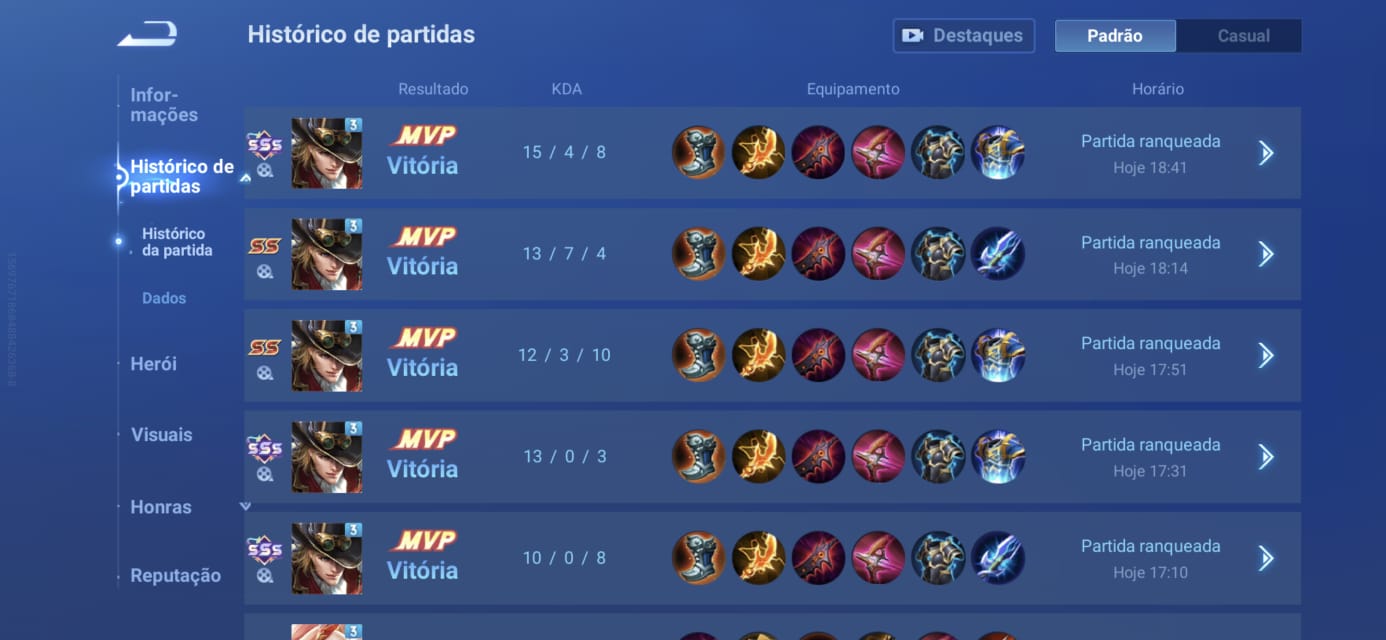 Histórico de partidas
Destaques
Padrão
Casual
Infor-
mações
Histórico de
partidas
Histórico
da partida
Dados
Herói
Visuais
Honras
Reputação
Resultado KDA Equipamento Horário
SSS 3 MVP
Vitória
15 / 4 / 8
Partida ranqueada
Hoje 18:41
SS 3 MVP
Vitória
13 / 7 / 4
Partida ranqueada
Hoje 18:14
SS 3 MVP
Vitória
12 / 3 / 10
Partida ranqueada
Hoje 17:51
SSS 3 MVP
Vitória
13 / 0 / 3
Partida ranqueada
Hoje 17:31
SSS 3 MVP
Vitória
10 / 0 / 8
Partida ranqueada
Hoje 17:10
3